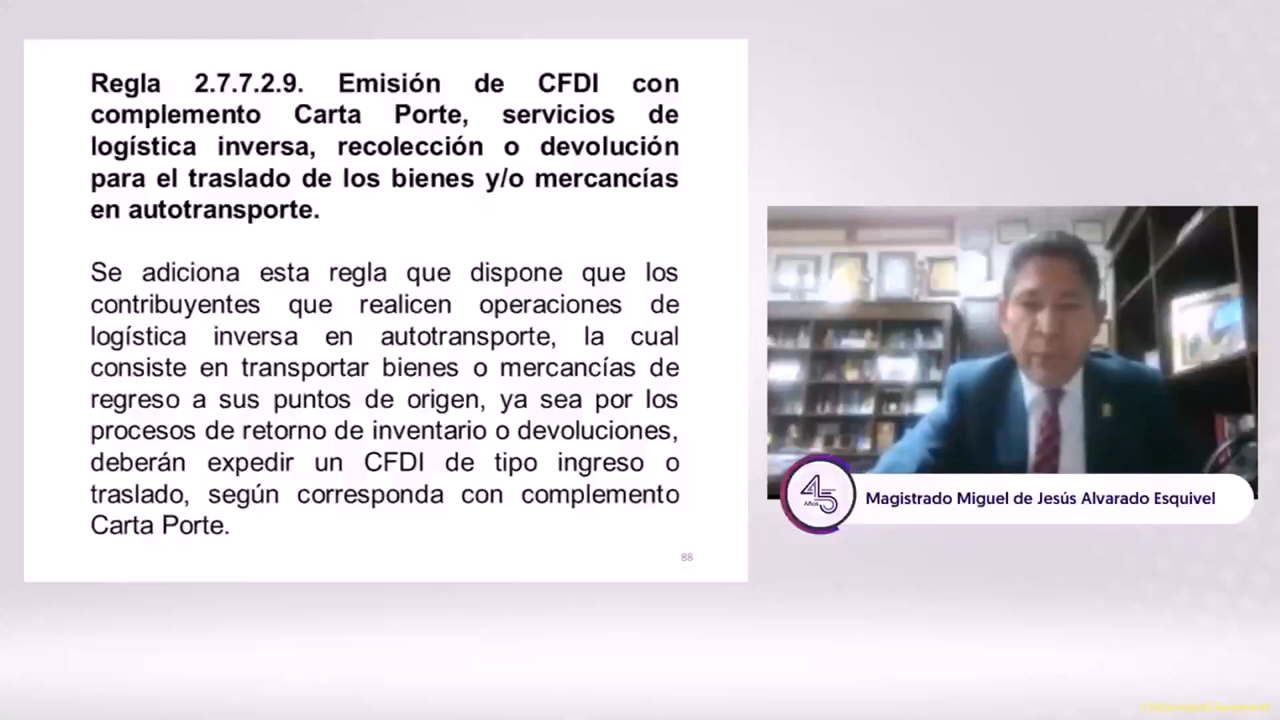 Regla 2.7.7.2.9. Emisión de CFDI con
complemento Carta Porte, servicios de
logística inversa, recolección o devolución
para el traslado de los bienes y/o mercancías
en autotransporte.
Se adiciona esta regla que dispone que los
contribuyentes que realicen operaciones de
logística inversa en autotransporte, la cual
consiste en transportar bienes o mercancías de
regreso a sus puntos de origen, ya sea por los
procesos de retorno de inventario o devoluciones,
deberán expedir un CFDI de tipo ingreso o
traslado, según corresponda con complemento
Carta Porte.
88
45
Años
Magistrado Miguel de Jesús Alvarado Esquivel